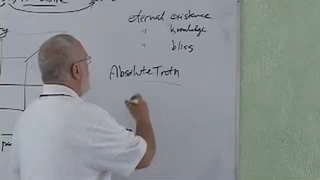 eternal existence
" knowledge
" bliss
Absolute Truth